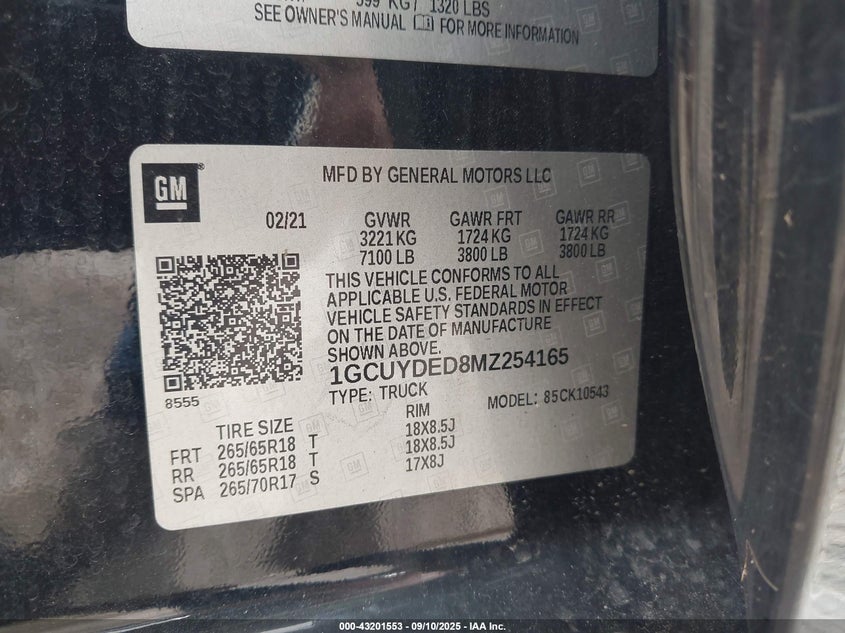 599 KG / 1320 LBS
SEE OWNER'S MANUAL FOR MORE INFORMATION
GM
®
MFD BY GENERAL MOTORS LLC
02/21 GVWR GAWR FRT GAWR RR
3221 KG 1724 KG 1724 KG
7100 LB 3800 LB 3800 LB
THIS VEHICLE CONFORMS TO ALL
APPLICABLE U.S. FEDERAL MOTOR
VEHICLE SAFETY STANDARDS IN EFFECT
ON THE DATE OF MANUFACTURE
SHOWN ABOVE.
8555
1GCUYDED8MZ254165
TYPE: TRUCK MODEL: 85CK10543
TIRE SIZE RIM
FRT 265/65R18 T 18X8.5J
RR 265/65R18 T 18X8.5J
SPA 265/70R17 S 17X8J
000-43201553 - 09/10/2025 - IAA Inc.